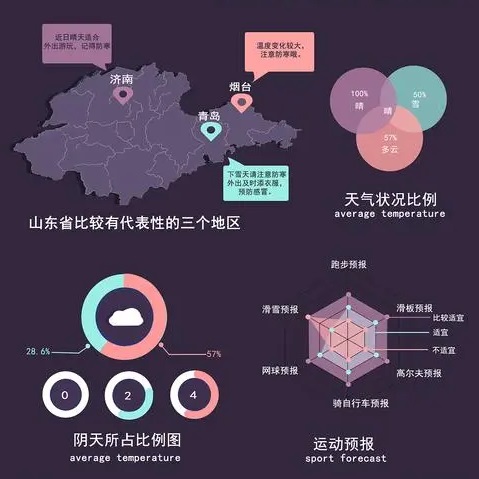 近日晴天适合
外出游玩，记得防寒
温度变化较大，
注意防寒哦。
济南
烟台
青岛
下雪天请注意防寒
外出及时添衣服，
预防感冒。
山东省比较有代表性的三个地区
100%
晴
50%
雪
晴
57%
多云
天气状况比例
average temperature
28.6%
57%
0
2
4
阴天所占比例图
average temperature
跑步预报
滑雪预报
滑板预报
比较适宜
适宜
不适宜
网球预报
高尔夫预报
骑自行车预报
运动预报
sport forecast